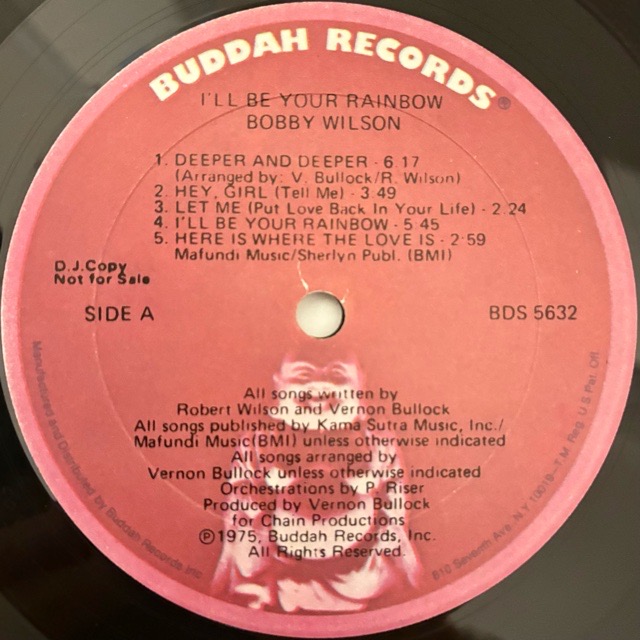 BUDDAH RECORDS®
I'LL BE YOUR RAINBOW
BOBBY WILSON
1. DEEPER AND DEEPER - 6:17
(Arranged by: V. Bullock/R. Wilson)
2. HEY, GIRL (Tell Me) - 3:49
3. LET ME (Put Love Back In Your Life) - 2:24
4. I'LL BE YOUR RAINBOW - 5:45
5. HERE IS WHERE THE LOVE IS - 2:59
Mafundi Music/Sherlyn Publ. (BMI)
D.J. Copy
Not for Sale
SIDE A
BDS 5632
All songs written by
Robert Wilson and Vernon Bullock
All songs published by Kama Sutra Music, Inc./
Mafundi Music(BMI) unless otherwise indicated
All songs arranged by
Vernon Bullock unless otherwise indicated
Orchestrations by P. Riser
Produced by Vernon Bullock
for Chain Productions
℗1975, Buddah Records, Inc.
All Rights Reserved.
Manufactured and Distributed by Buddah Records Inc.
810 Seventh Ave. N.Y. 10019—T.M. Reg. U.S. Pat. Off.